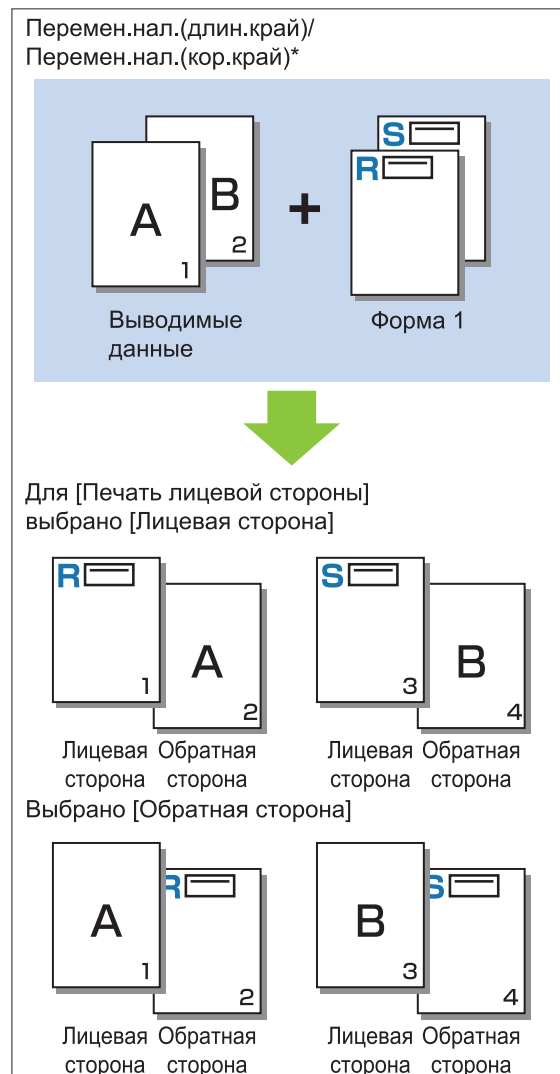 Перемен.нал.(длин.край)/
Перемен.нал.(кор.край)*
A
1
B
2
+
R
S
Выводимые
данные
Форма 1
Для [Печать лицевой стороны]
выбрано [Лицевая сторона]
R
1
A
2
S
3
B
4
Лицевая Обратная
сторона сторона
Лицевая Обратная
сторона сторона
Выбрано [Обратная сторона]
A
1
R
2
B
3
S
4
Лицевая Обратная
сторона сторона
Лицевая Обратная
сторона сторона